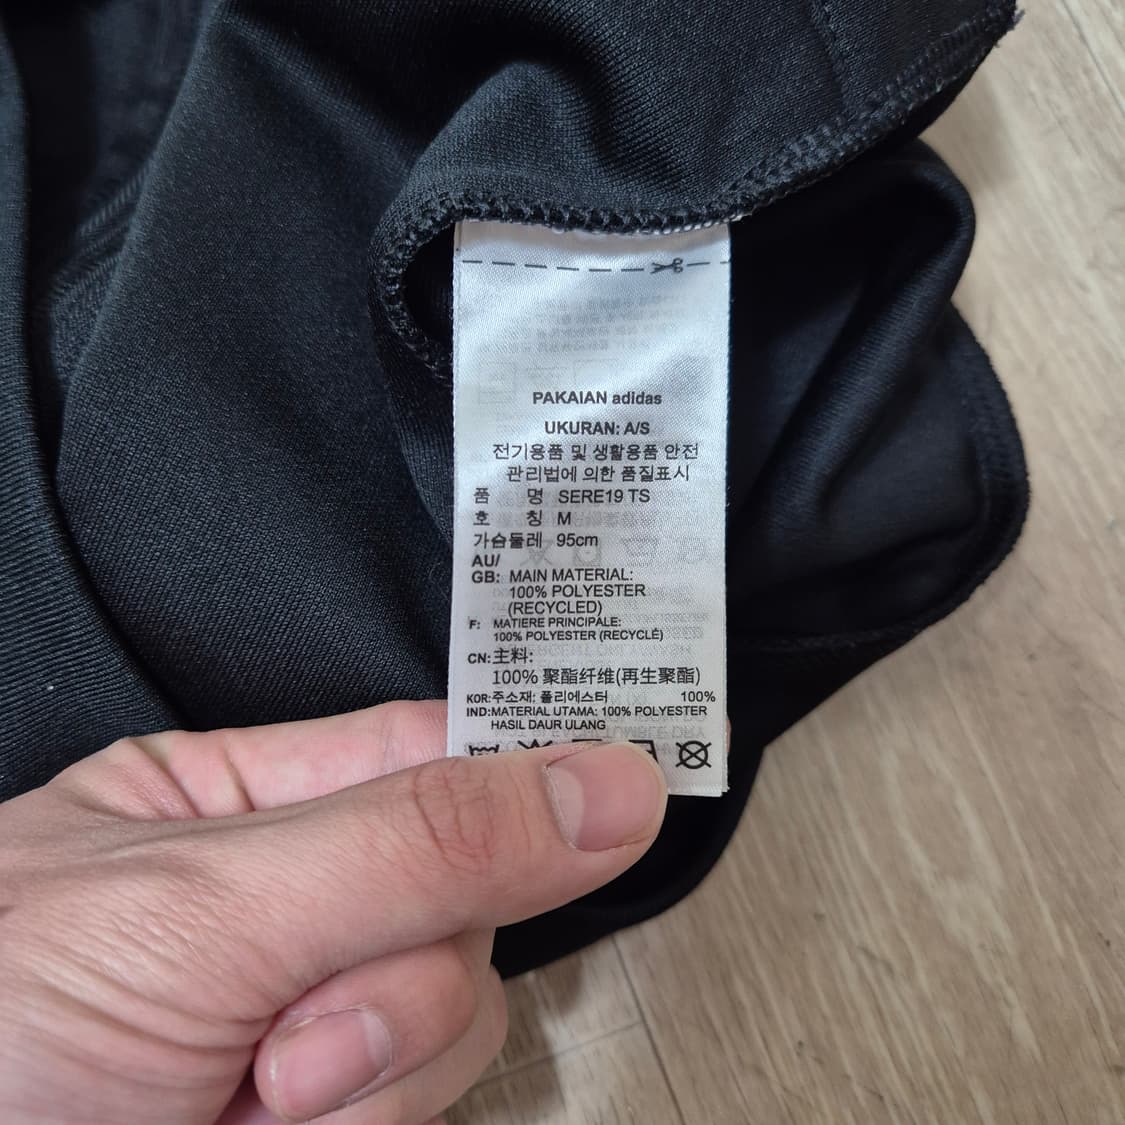 PAKAIAN adidas
UKURAN: A/S
전기용품 및 생활용품 안전
관리법에 의한 품질표시
품 명 SERE19 TS
호 칭 M
가슴둘레 95cm
AU/
GB: MAIN MATERIAL:
100% POLYESTER
(RECYCLED)
F: MATIERE PRINCIPALE:
100% POLYESTER (RECYCLÉ)
CN: 主料:
100% 聚酯纤维(再生聚酯)
KOR: 주소재: 폴리에스터 100%
IND: MATERIAL UTAMA: 100% POLYESTER
HASIL DAUR ULANG